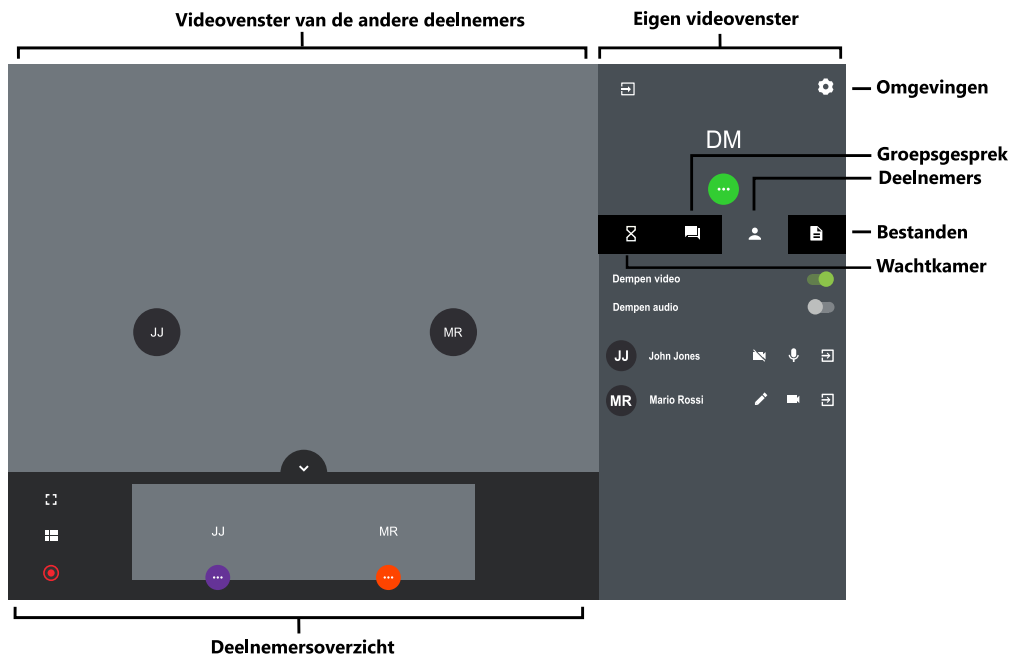 Videovenster van de andere deelnemers
Eigen videovenster
Omgevingen
DM
Groepsgesprek
Deelnemers
Bestanden
Wachtkamer
Dempen video
Dempen audio
JJ
MR
JJ John Jones
MR Mario Rossi
JJ
MR
Deelnemersoverzicht